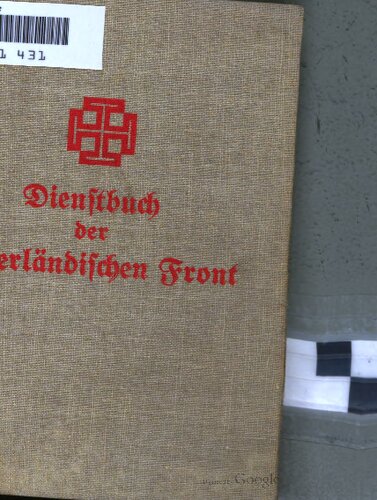 1 431
Dienstbuch
der
erländischen Front
Google